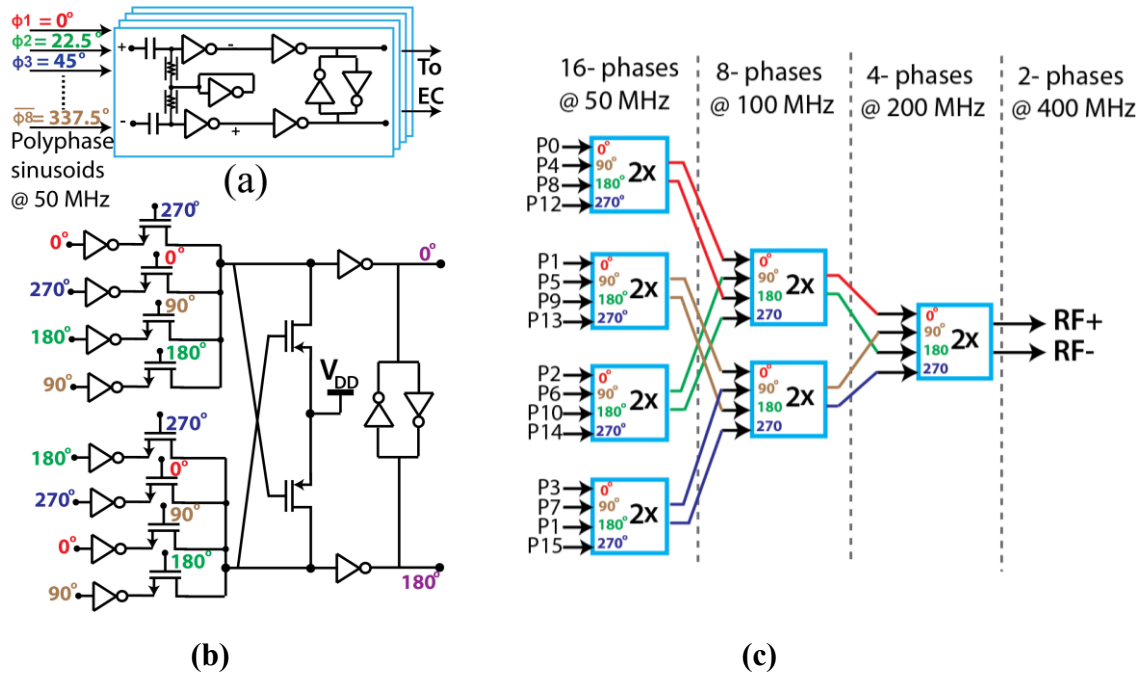 ϕ1 = 0°
ϕ2 = 22.5°
ϕ3 = 45°
ϕ8 = 337.5°
Polyphase
sinusoids
@ 50 MHz
+
-
-
+
To
EC
(a)
270°
0°
0°
270°
90°
180°
180°
90°
270°
180°
0°
270°
90°
0°
180°
90°
VDD
0°
180°
(b)
16- phases
@ 50 MHz
8- phases
@ 100 MHz
4- phases
@ 200 MHz
2- phases
@ 400 MHz
P0
P4
P8
P12
0°
90°
180°
270°
2x
P1
P5
P9
P13
0°
90°
180°
270°
2x
P2
P6
P10
P14
0°
90°
180°
270°
2x
P3
P7
P1
P15
0°
90°
180°
270°
2x
0°
90°
180
270
2x
0°
90°
180
270
2x
0°
90°
180
270
2x
RF+
RF-
(c)